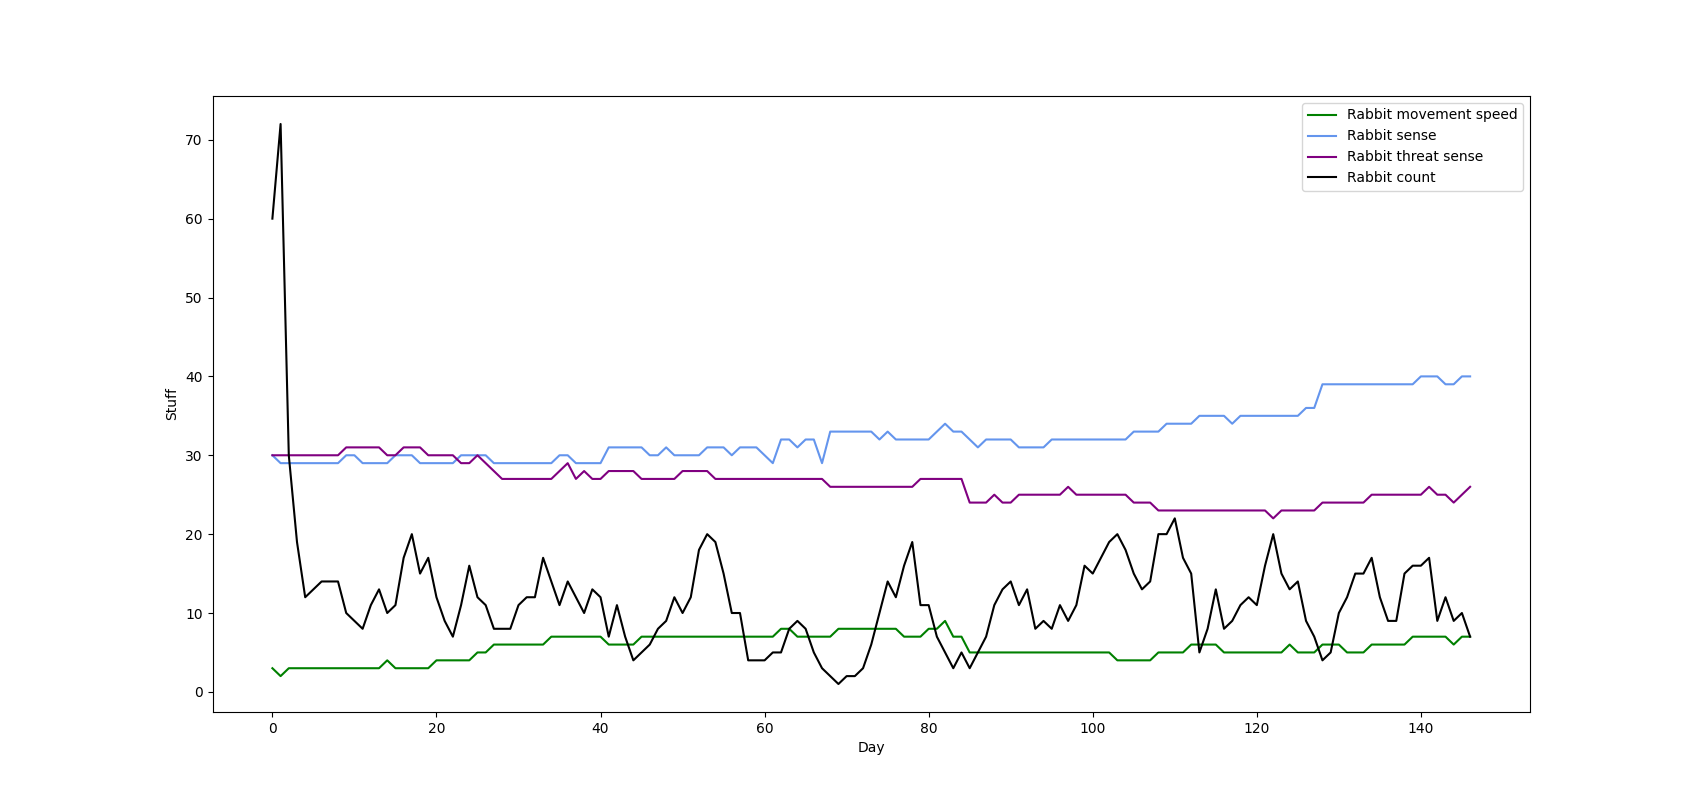 Rabbit movement speed
Rabbit sense
Rabbit threat sense
Rabbit count
70
60
50
40
30
20
10
0
Stuff
0 20 40 60 80 100 120 140
Day